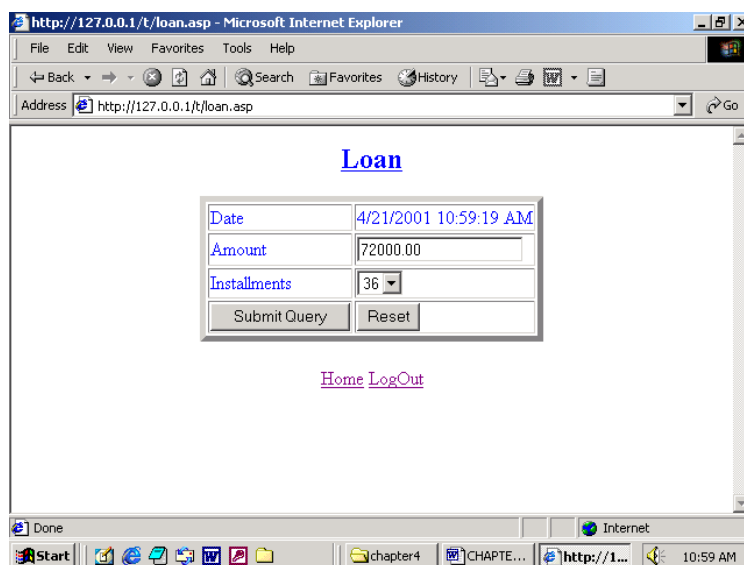 http://127.0.0.1/t/loan.asp - Microsoft Internet Explorer
File Edit View Favorites Tools Help
Back Search Favorites History
Address http://127.0.0.1/t/loan.asp Go
Loan
Date 4/21/2001 10:59:19 AM
Amount 72000.00
Installments 36
Submit Query Reset
Home LogOut
Done Internet
Start chapter4 CHAPTE... http://1... 10:59 AM